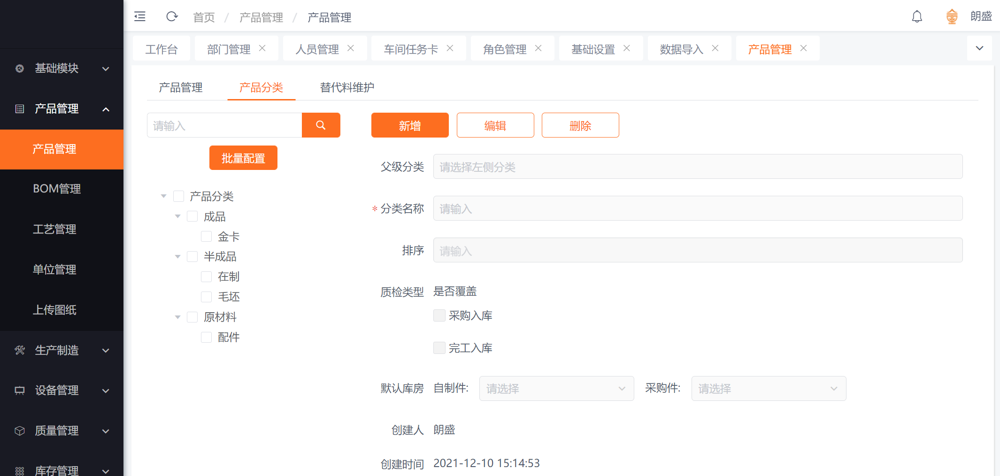 首页 / 产品管理 / 产品管理
朗盛
工作台 部门管理 人员管理 车间任务卡 角色管理 基础设置 数据导入 产品管理
基础模块
产品管理
产品管理
BOM管理
工艺管理
单位管理
上传图纸
生产制造
设备管理
质量管理
库存管理
产品管理 产品分类 替代料维护
请输入
批量配置
产品分类
成品
金卡
半成品
在制
毛坯
原材料
配件
新增 编辑 删除
父级分类 请选择左侧分类
* 分类名称 请输入
排序 请输入
质检类型 是否覆盖
采购入库
完工入库
默认库房 自制件: 请选择 采购件: 请选择
创建人 朗盛
创建时间 2021-12-10 15:14:53